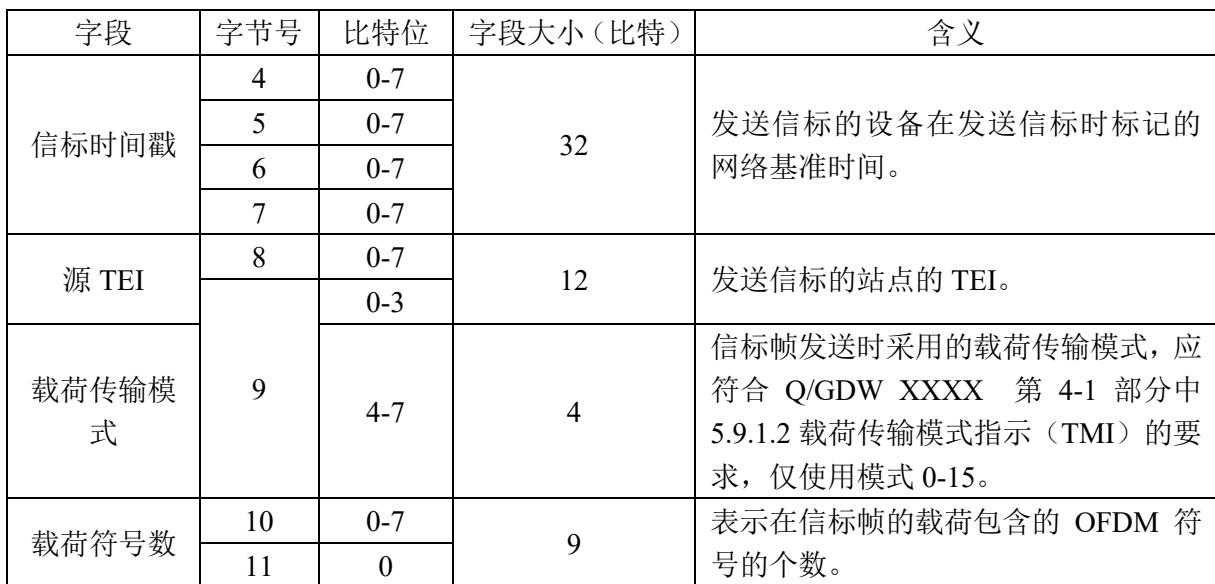 字段 字节号 比特位 字段大小（比特） 含义
信标时间戳 4 0-7 32 发送信标的设备在发送信标时标记的
网络基准时间。
5 0-7
6 0-7
7 0-7
源 TEI 8 0-7 12 发送信标的站点的 TEI。
9 0-3
载荷传输模
式
4-7 4 信标帧发送时采用的载荷传输模式，应
符合 Q/GDW XXXX 第 4-1 部分中
5.9.1.2 载荷传输模式指示（TMI）的要
求，仅使用模式 0-15。
载荷符号数 10 0-7 9 表示在信标帧的载荷包含的 OFDM 符
号的个数。
11 0